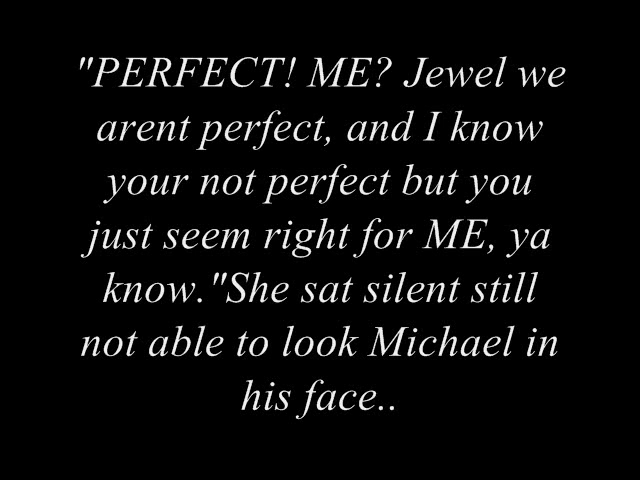 "PERFECT! ME? Jewel we
arent perfect, and I know
your not perfect but you
just seem right for ME, ya
know."She sat silent still
not able to look Michael in
his face..